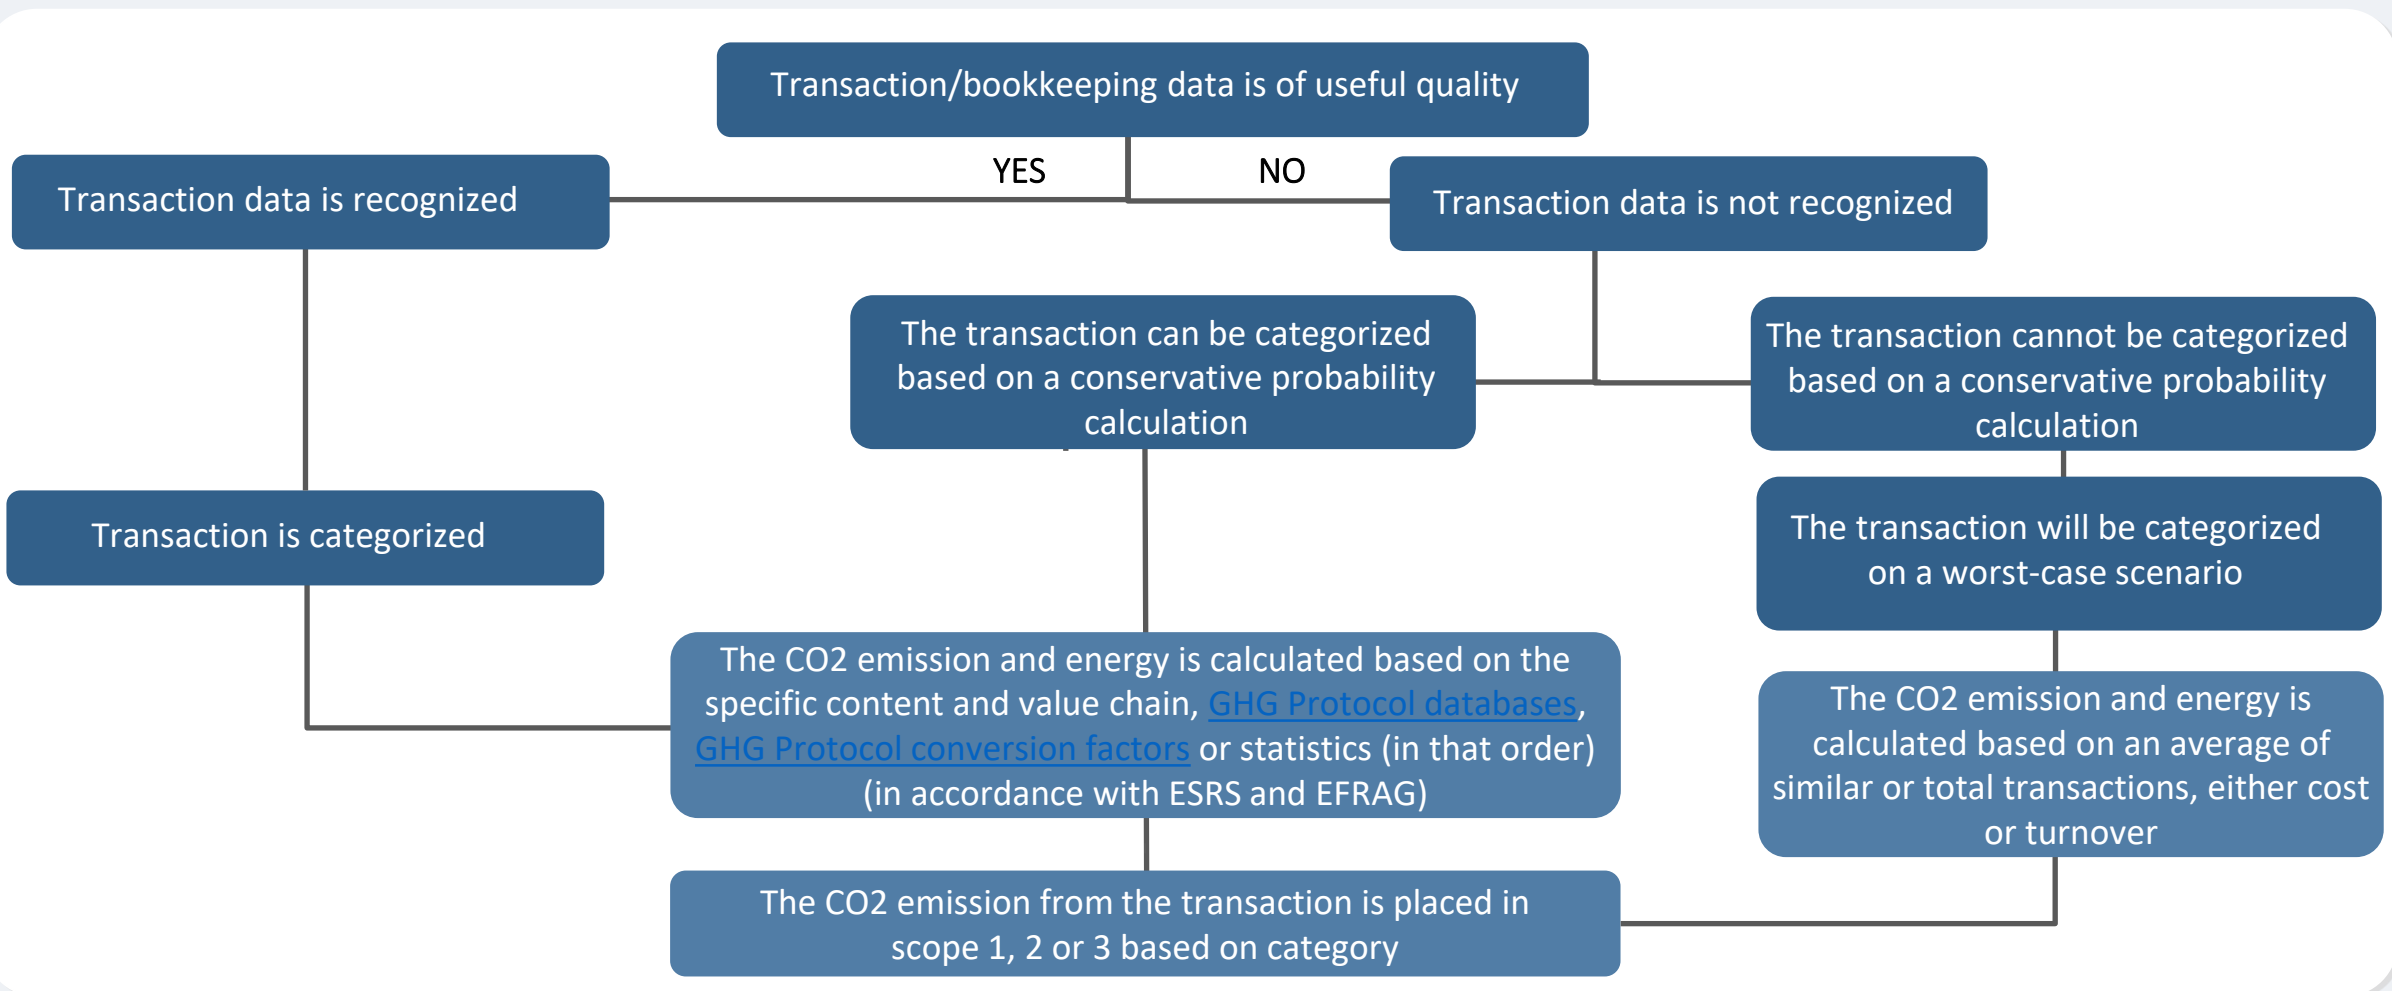 Transaction/bookkeeping data is of useful quality
YES
NO
Transaction data is recognized
Transaction data is not recognized
The transaction can be categorized
based on a conservative probability
calculation
The transaction cannot be categorized
based on a conservative probability
calculation
Transaction is categorized
The transaction will be categorized
on a worst-case scenario
The CO2 emission and energy is calculated based on the
specific content and value chain, GHG Protocol databases,
GHG Protocol conversion factors or statistics (in that order)
(in accordance with ESRS and EFRAG)
The CO2 emission and energy is
calculated based on an average of
similar or total transactions, either cost
or turnover
The CO2 emission from the transaction is placed in
scope 1, 2 or 3 based on category